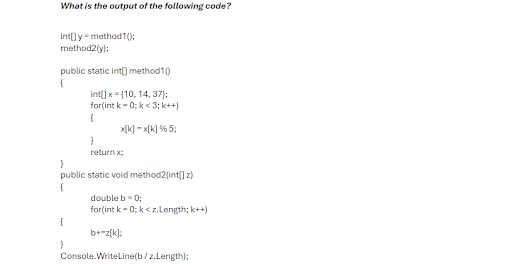 What is the output of the following code?
int[] y = method1();
method2(y);
public static int[] method1()
{
int[] x = {10, 14, 37};
for(int k = 0; k < 3; k++)
{
x[k] = x[k] % 5;
}
return x;
}
public static void method2(int[] z)
{
double b = 0;
for(int k = 0; k < z.Length; k++)
{
b+=z[k];
}
Console.WriteLine(b / z.Length);